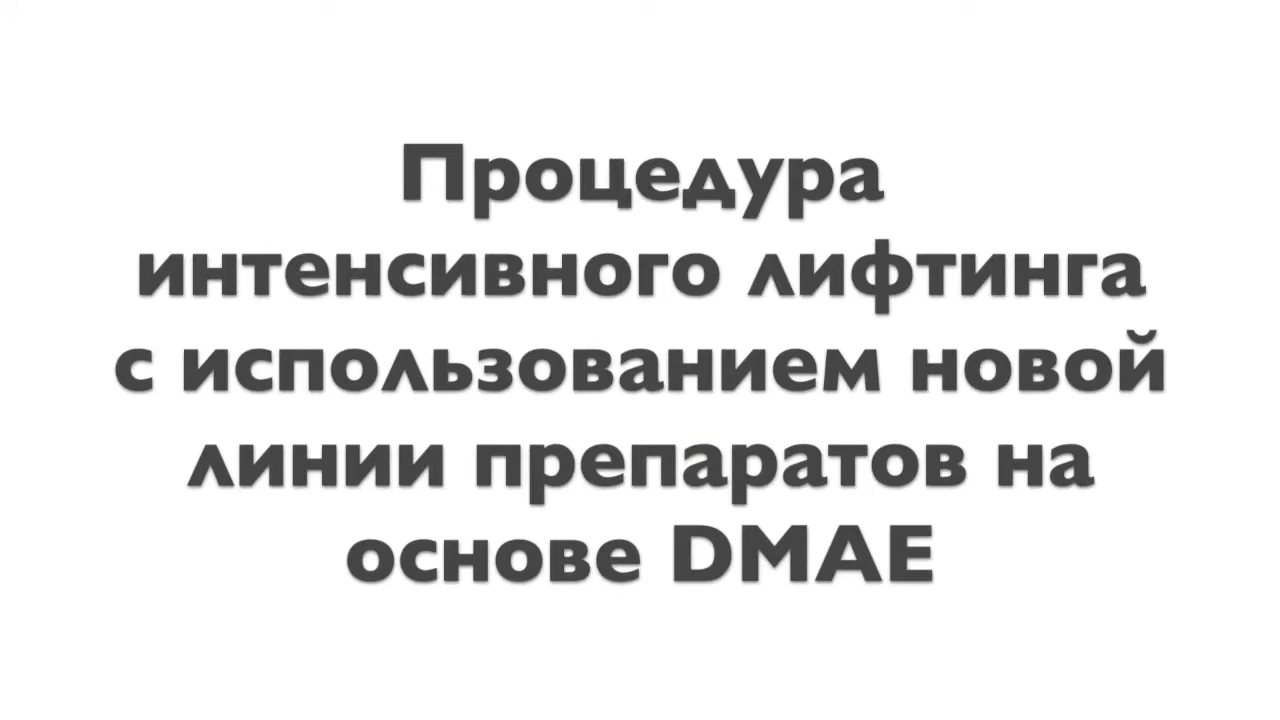 Процедура
интенсивного лифтинга
с использованием новой
линии препаратов на
основе DMAE